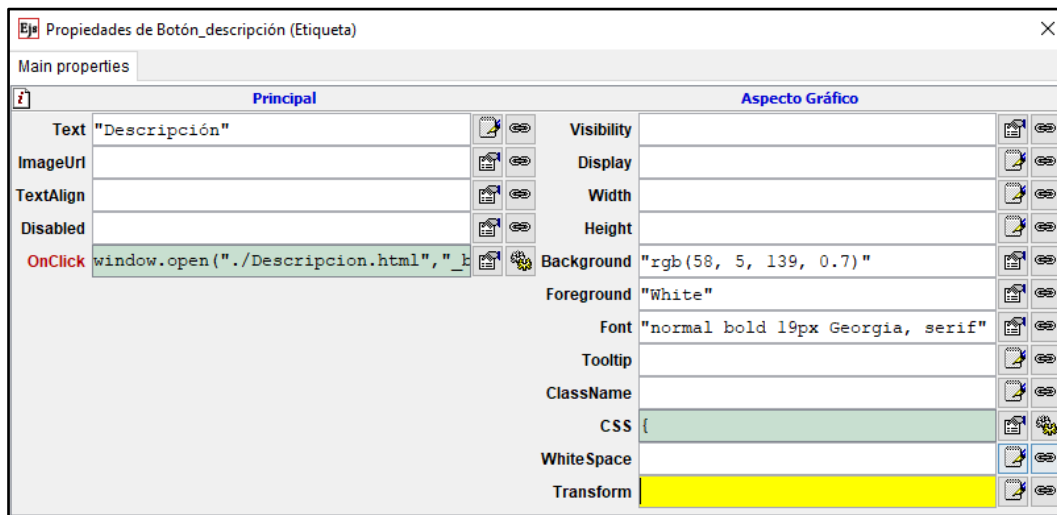 Ejs Propiedades de Botón_descripción (Etiqueta)
Main properties
Principal
Text "Descripción"
ImageUrl
TextAlign
Disabled
OnClick window.open("./Descripcion.html","_b
Aspecto Gráfico
Visibility
Display
Width
Height
Background "rgb(58, 5, 139, 0.7)"
Foreground "White"
Font "normal bold 19px Georgia, serif"
Tooltip
ClassName
CSS {
WhiteSpace
Transform